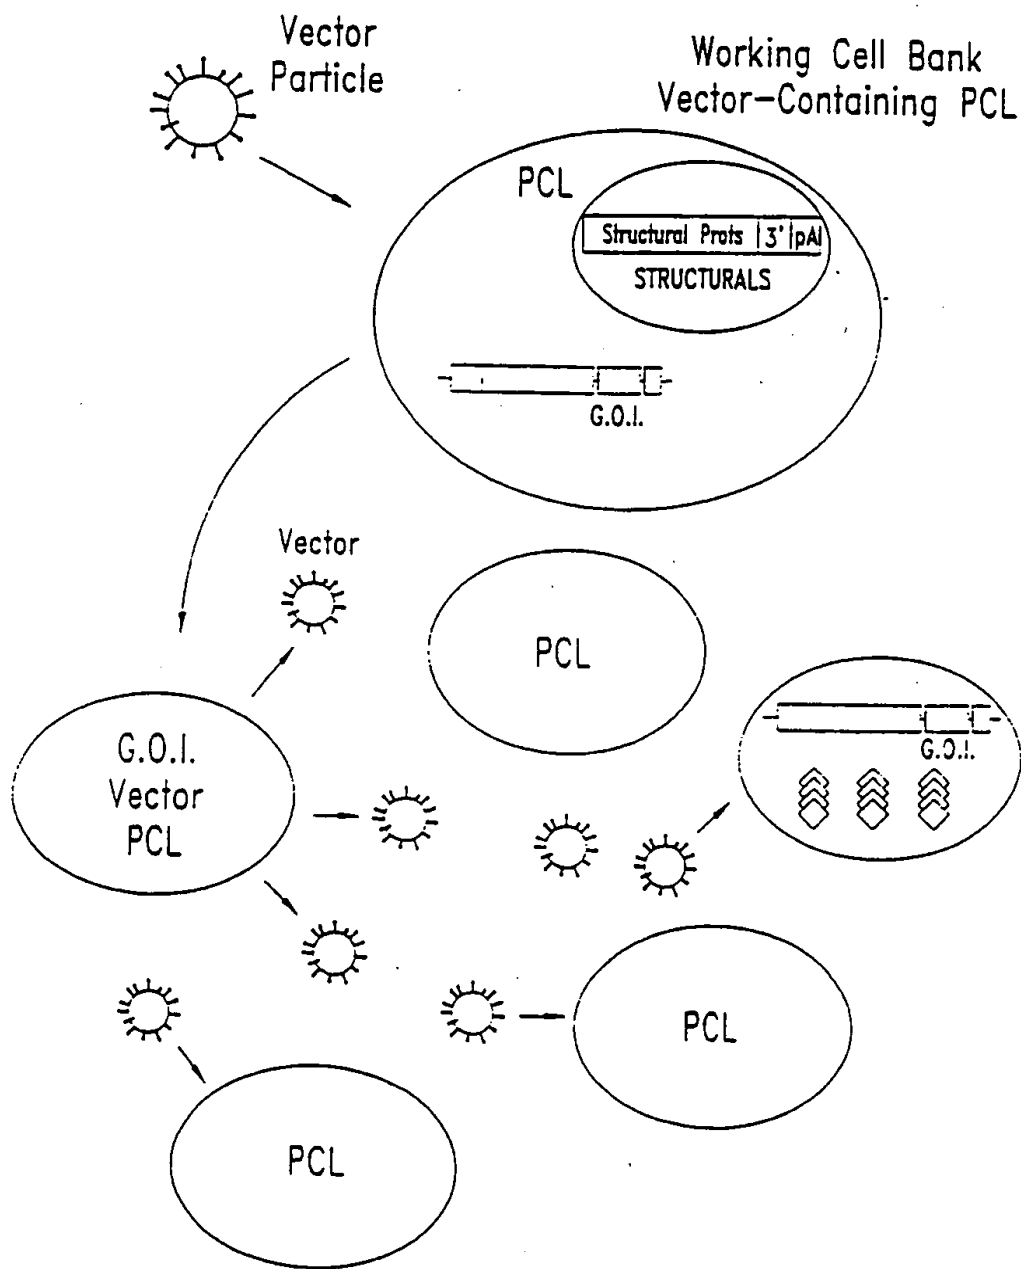 Vector
Particle
Working Cell Bank
Vector-Containing PCL
PCL
Structural Prots 3' pA
STRUCTURALS
G.O.I.
Vector
PCL
G.O.I.
G.O.I.
Vector
PCL
PCL
PCL